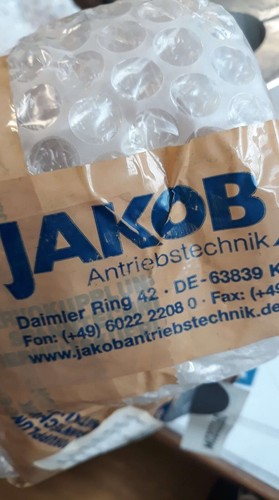 JAKOB
Antriebstechnik
Daimler Ring 42 · DE-63839 K
Fon: (+49) 6022 2208 0 · Fax: (+49
www.jakobantriebstechnik.de